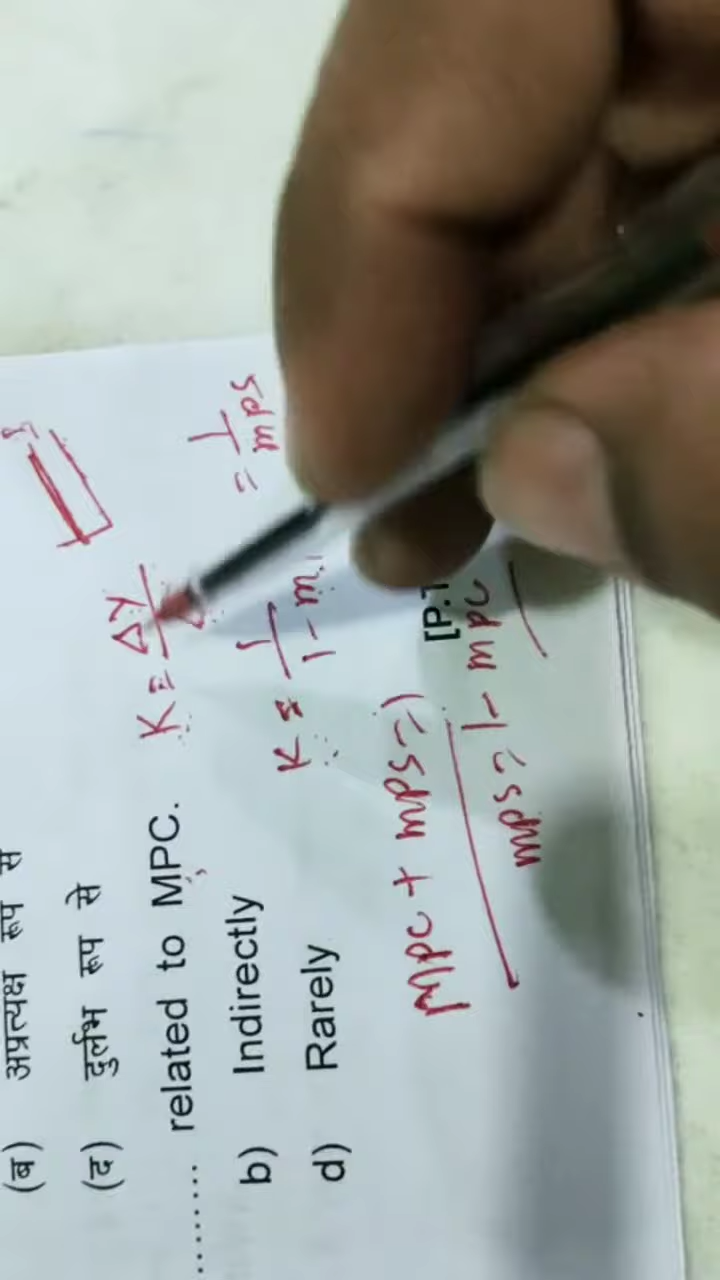 (ब) अप्रत्यक्ष रूप से
(द) दुर्लभ रूप से
........ related to MPC.
b) Indirectly
d) Rarely
K = ΔY
K = 1 / 1 - m
= 1 / mps
[P.T
Mpc + mps = 1
mps = 1 - mpc